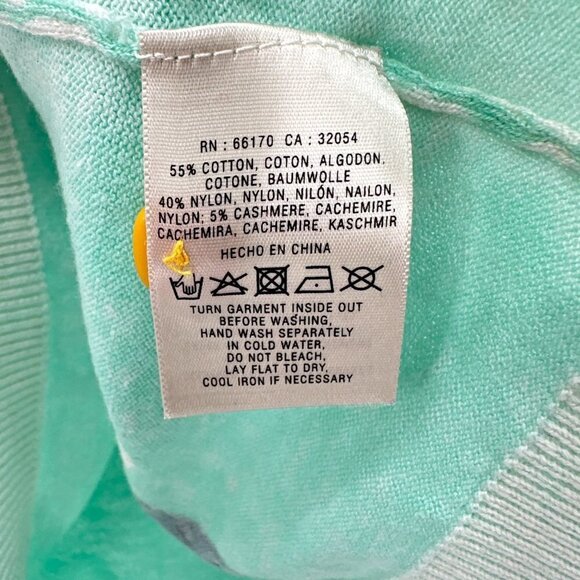 RN : 66170 CA : 32054
55% COTTON, COTON, ALGODON,
COTONE, BAUMWOLLE
40% NYLON, NYLON, NILÓN, NAILON,
NYLON; 5% CASHMERE, CACHEMIRE,
CACHEMIRA, CACHEMIRE, KASCHMIR
HECHO EN CHINA
TURN GARMENT INSIDE OUT
BEFORE WASHING,
HAND WASH SEPARATELY
IN COLD WATER,
DO NOT BLEACH,
LAY FLAT TO DRY,
COOL IRON IF NECESSARY